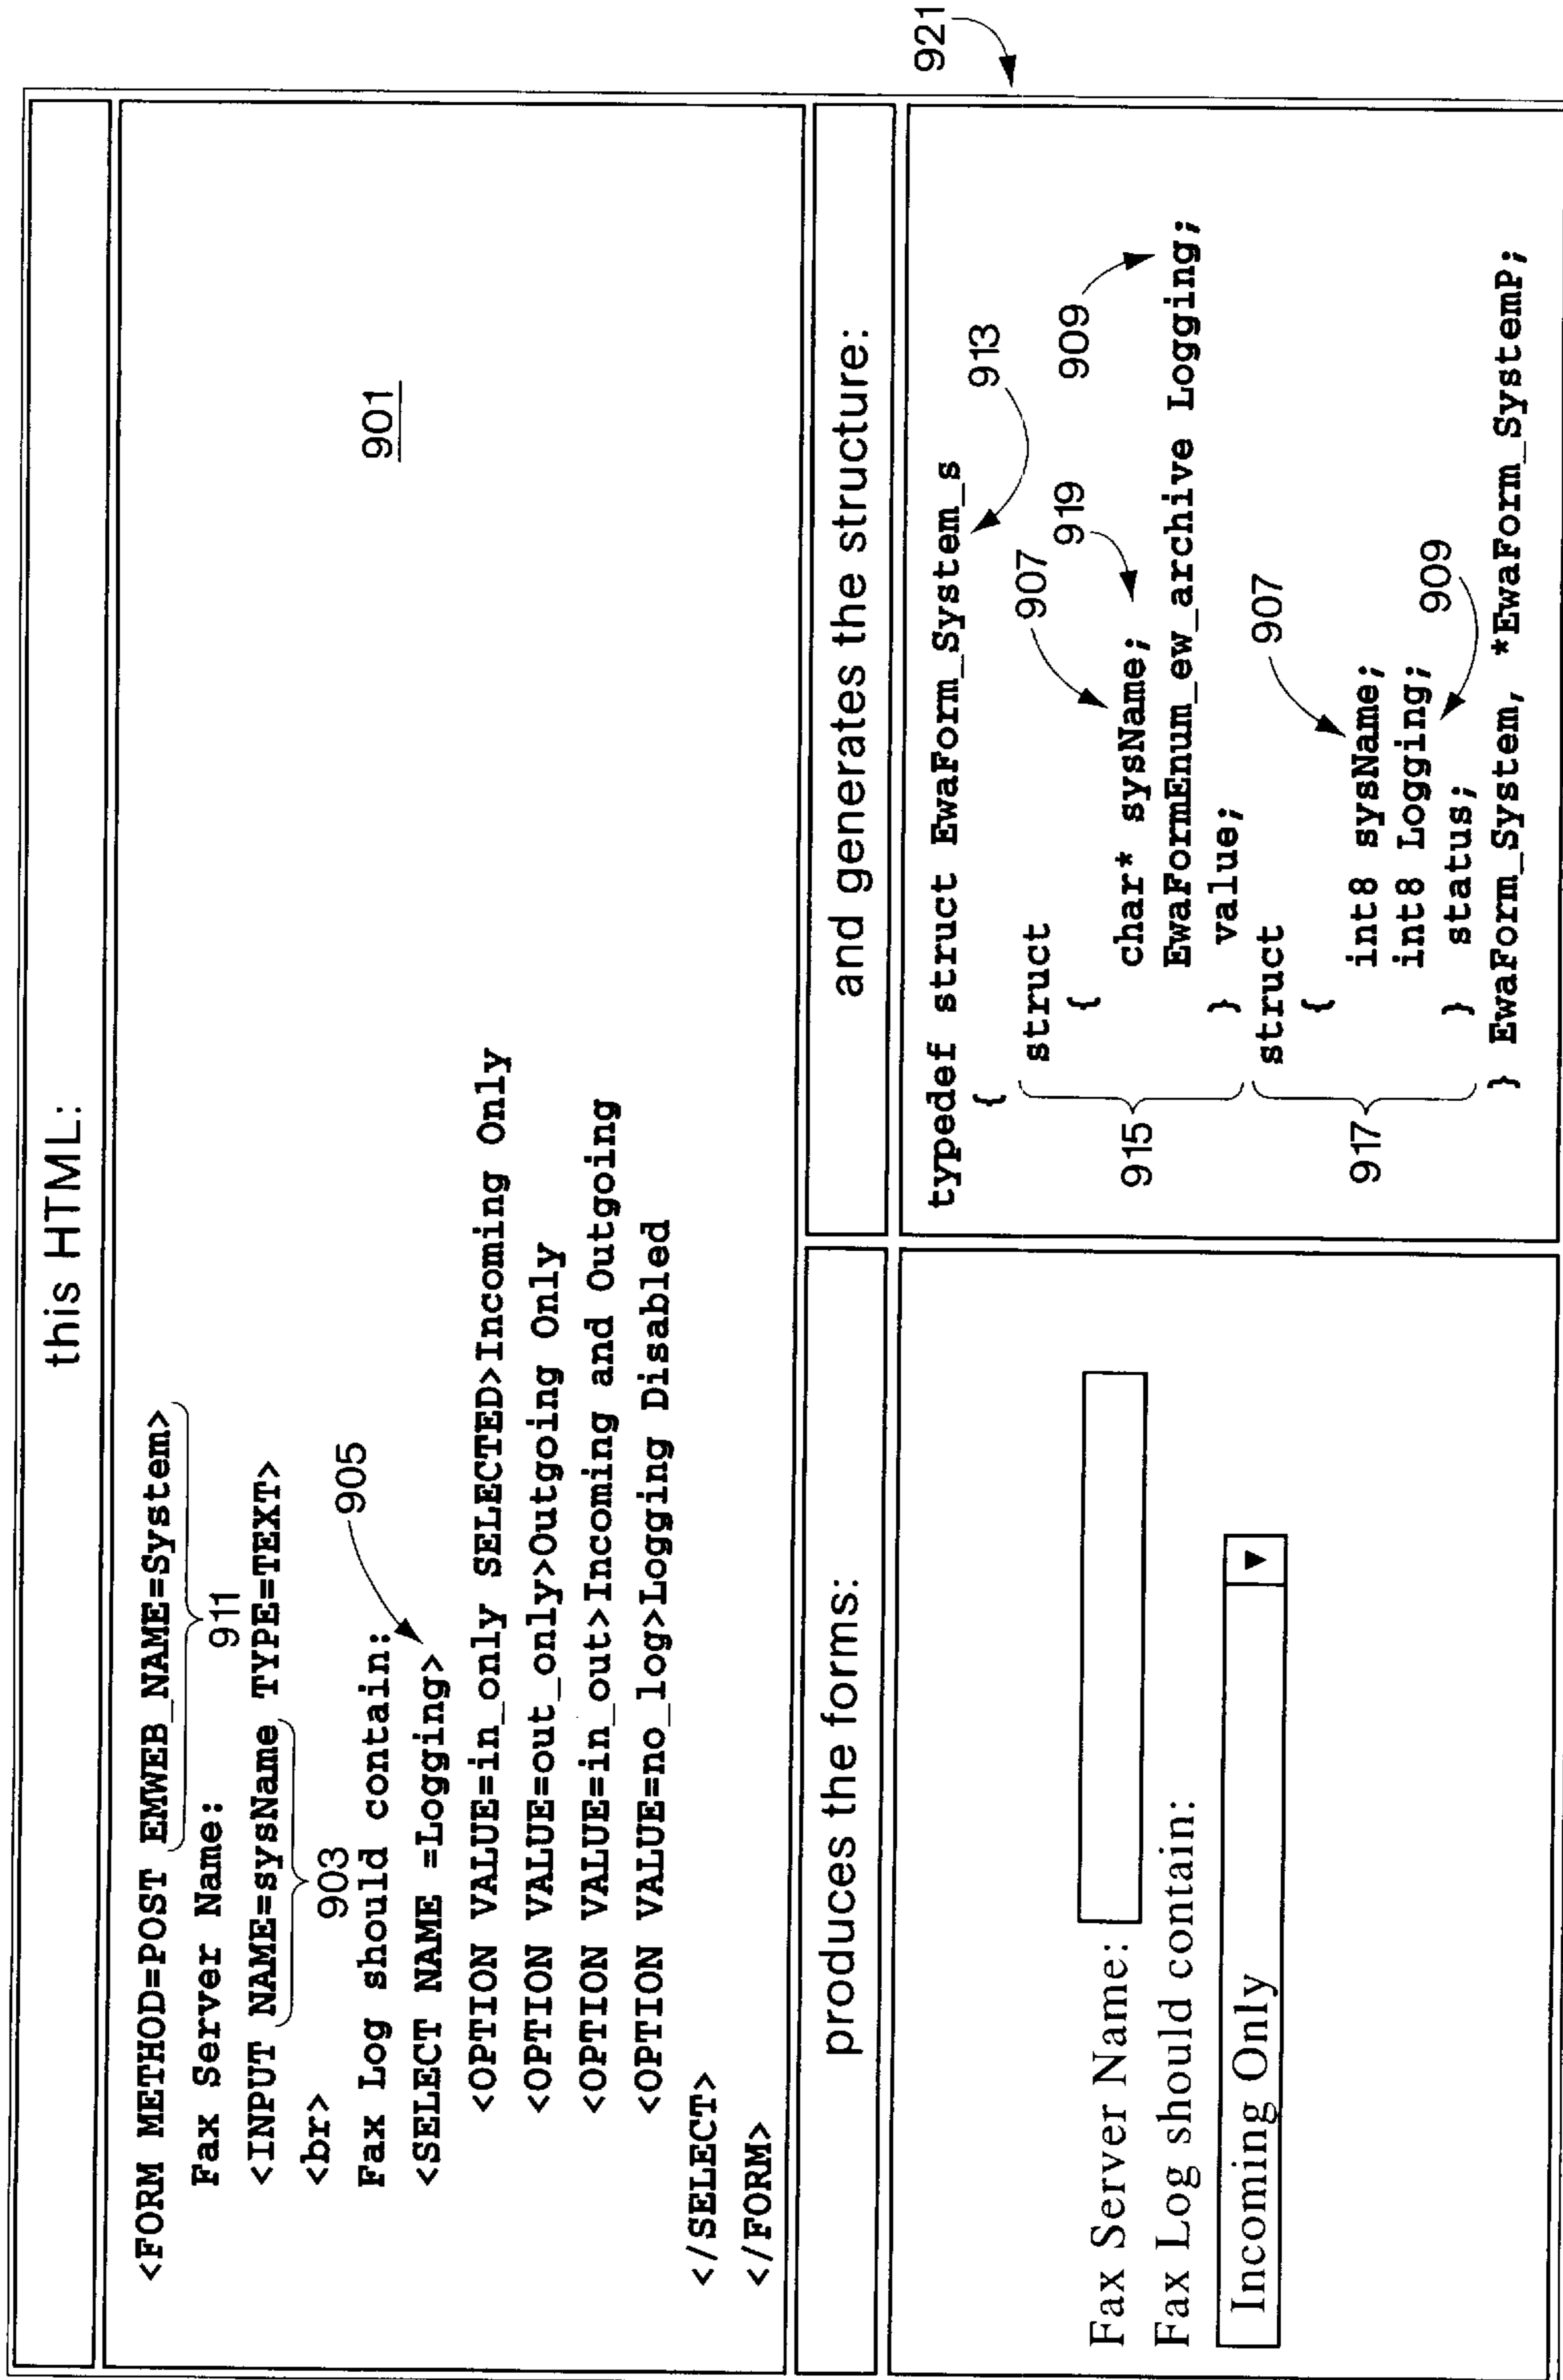 this HTML:
<FORM METHOD=POST EMWEB_NAME=System>
911
Fax Server Name:
<INPUT NAME=sysName TYPE=TEXT>
903
<br>
Fax Log should contain:
905
<SELECT NAME =Logging>
<OPTION VALUE=in_only SELECTED>Incoming Only
<OPTION VALUE=out_only>Outgoing Only
<OPTION VALUE=in_out>Incoming and Outgoing
<OPTION VALUE=no_log>Logging Disabled
</SELECT>
</FORM>
901
produces the forms:
Fax Server Name:
Fax Log should contain:
Incoming Only
and generates the structure:
921
typedef struct EwaForm_System_s
913
{
struct
907
919
909
{
char* sysName;
EwaFormEnum_ew_archive Logging;
} value;
915
struct
907
{
int8 sysName;
int8 Logging;
909
} status;
917
} EwaForm_System, *EwaForm_SystemP;